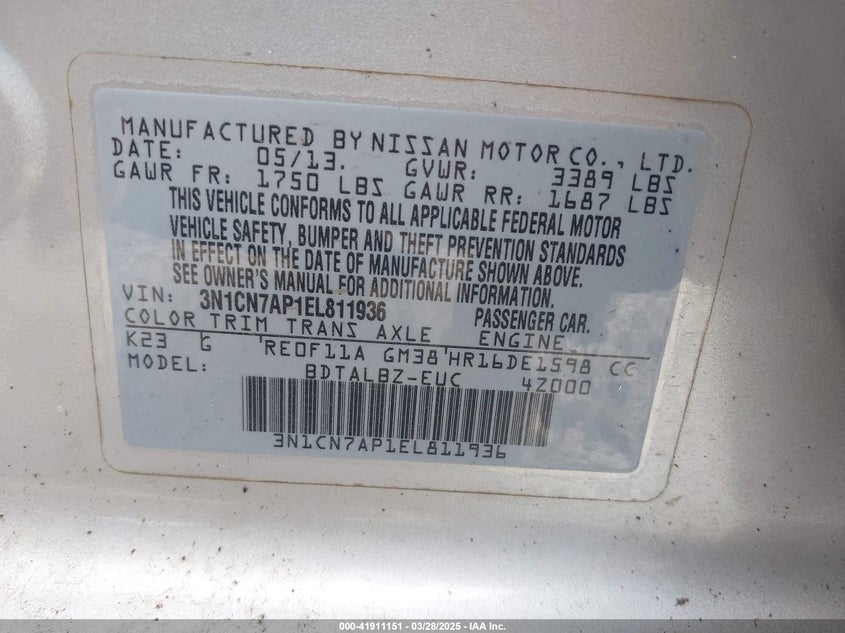 MANUFACTURED BY NISSAN MOTOR CO., LTD.
DATE: 05/13. GVWR: 3389 LBS
GAWR FR: 1750 LBS GAWR RR: 1687 LBS
THIS VEHICLE CONFORMS TO ALL APPLICABLE FEDERAL MOTOR
VEHICLE SAFETY, BUMPER AND THEFT PREVENTION STANDARDS
IN EFFECT ON THE DATE OF MANUFACTURE SHOWN ABOVE.
SEE OWNER'S MANUAL FOR ADDITIONAL INFORMATION.
VIN: 3N1CN7AP1EL811936 PASSENGER CAR.
COLOR TRIM TRANS AXLE ENGINE
K23 G RE0F11A GM38 HR16DE1598 CC
MODEL: BDTALBZ-EUC 4Z000
3N1CN7AP1EL811936
000-41911151 | 03/28/2025 - IAA Inc.